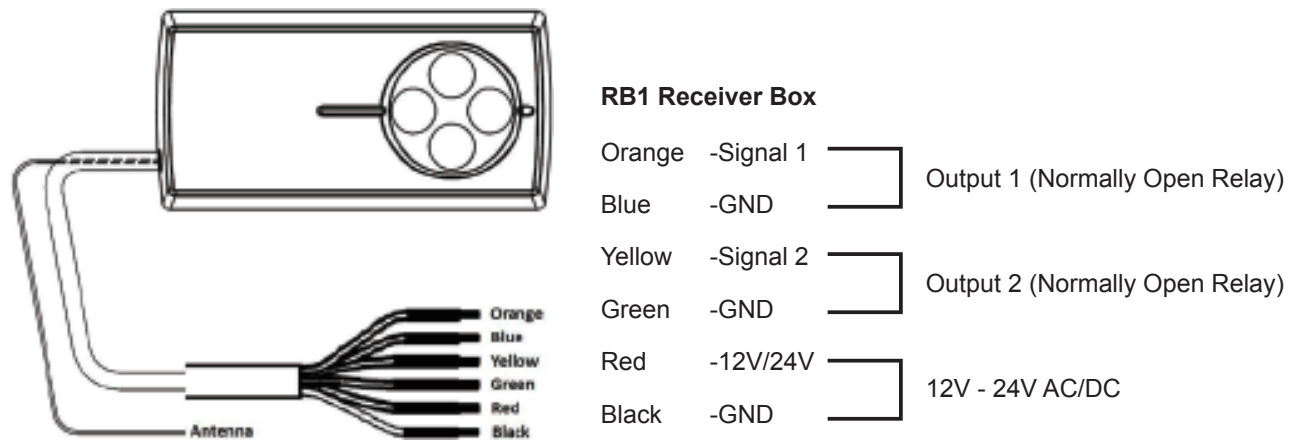 Orange
Blue
Yellow
Green
Red
Black
Antenna
RB1 Receiver Box
Orange -Signal 1
Blue -GND
Output 1 (Normally Open Relay)
Yellow -Signal 2
Green -GND
Output 2 (Normally Open Relay)
Red -12V/24V
Black -GND
12V - 24V AC/DC